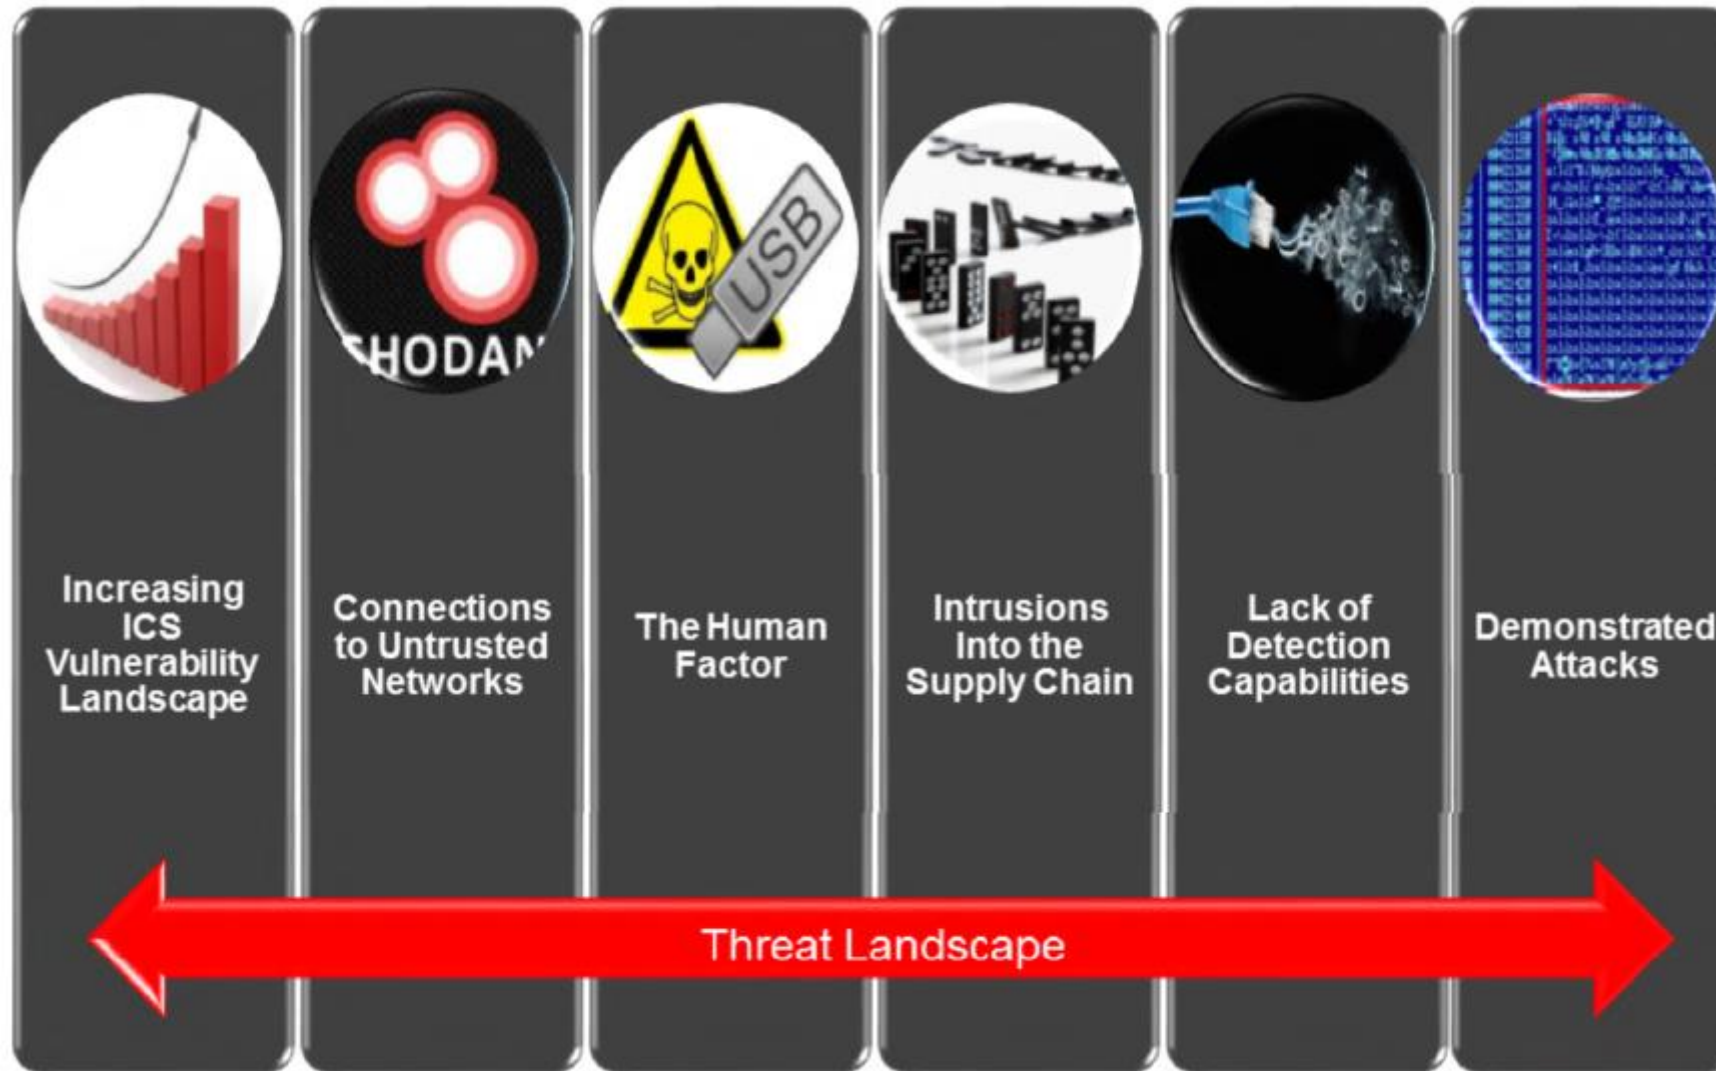 SHODAN
USB
Increasing
ICS
Vulnerability
Landscape
Connections
to Untrusted
Networks
The Human
Factor
Intrusions
Into the
Supply Chain
Lack of
Detection
Capabilities
Demonstrated
Attacks
Threat Landscape